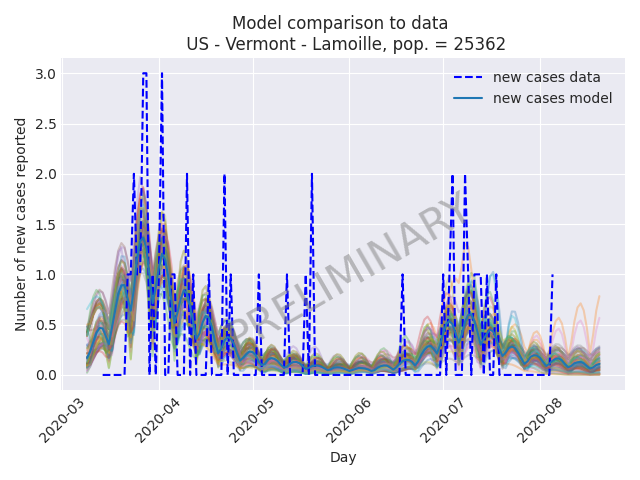 Model comparison to data
US - Vermont - Lamoille, pop. = 25362
new cases data
new cases model
PRELIMINARY
Number of new cases reported
3.0
2.5
2.0
1.5
1.0
0.5
0.0
2020-03
2020-04
2020-05
2020-06
2020-07
2020-08
Day